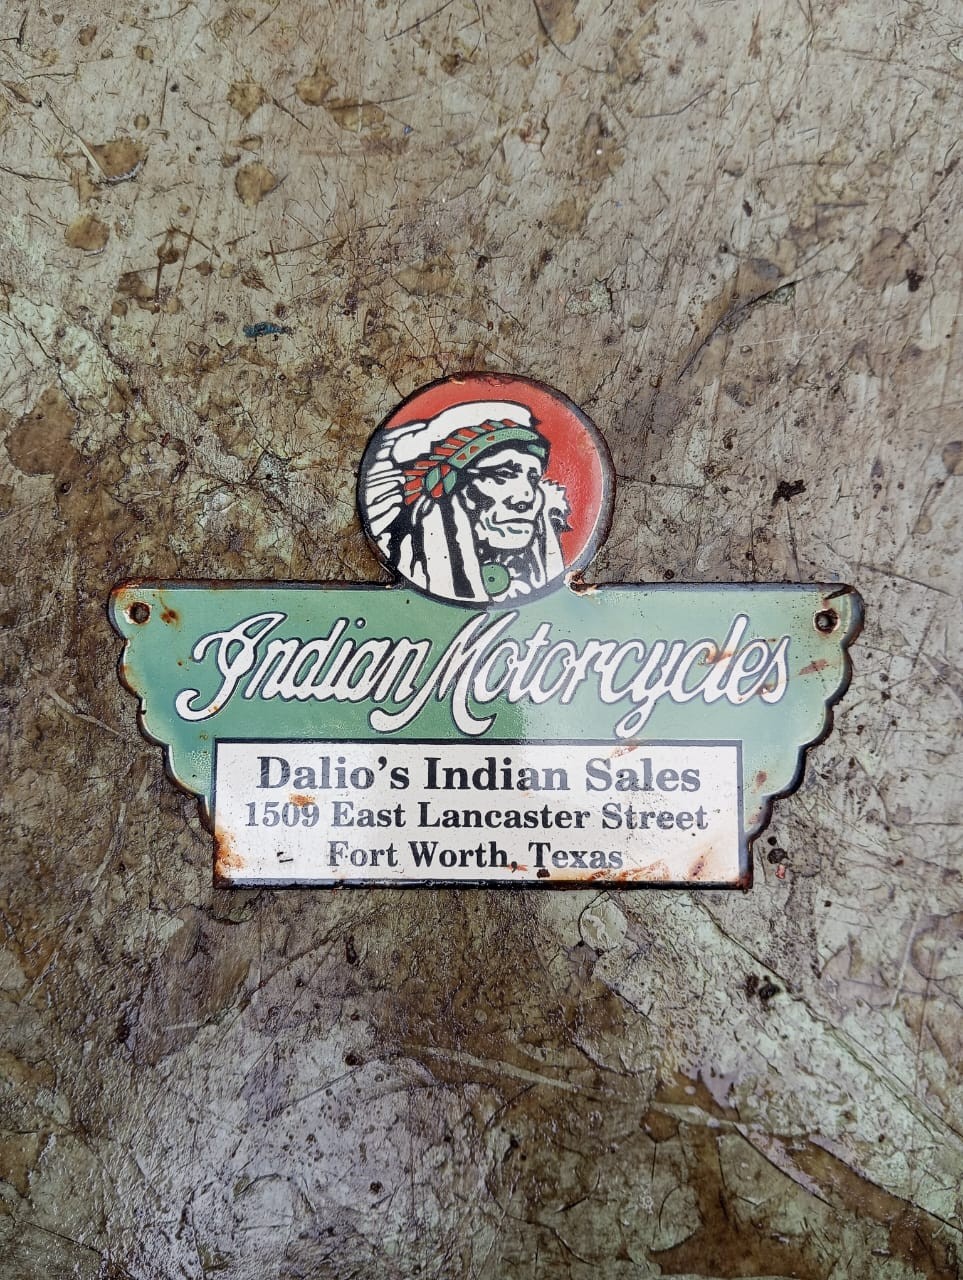 Indian Motorcycles
Dalio's Indian Sales
1509 East Lancaster Street
Fort Worth, Texas